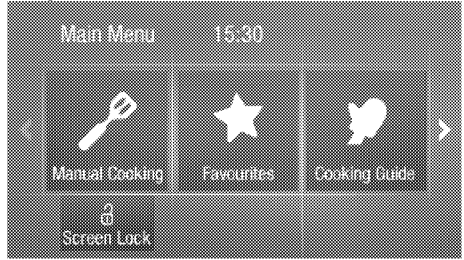 Main Menu 15:30
Manual Cooking Favourites Cooking Guide
Screen Lock